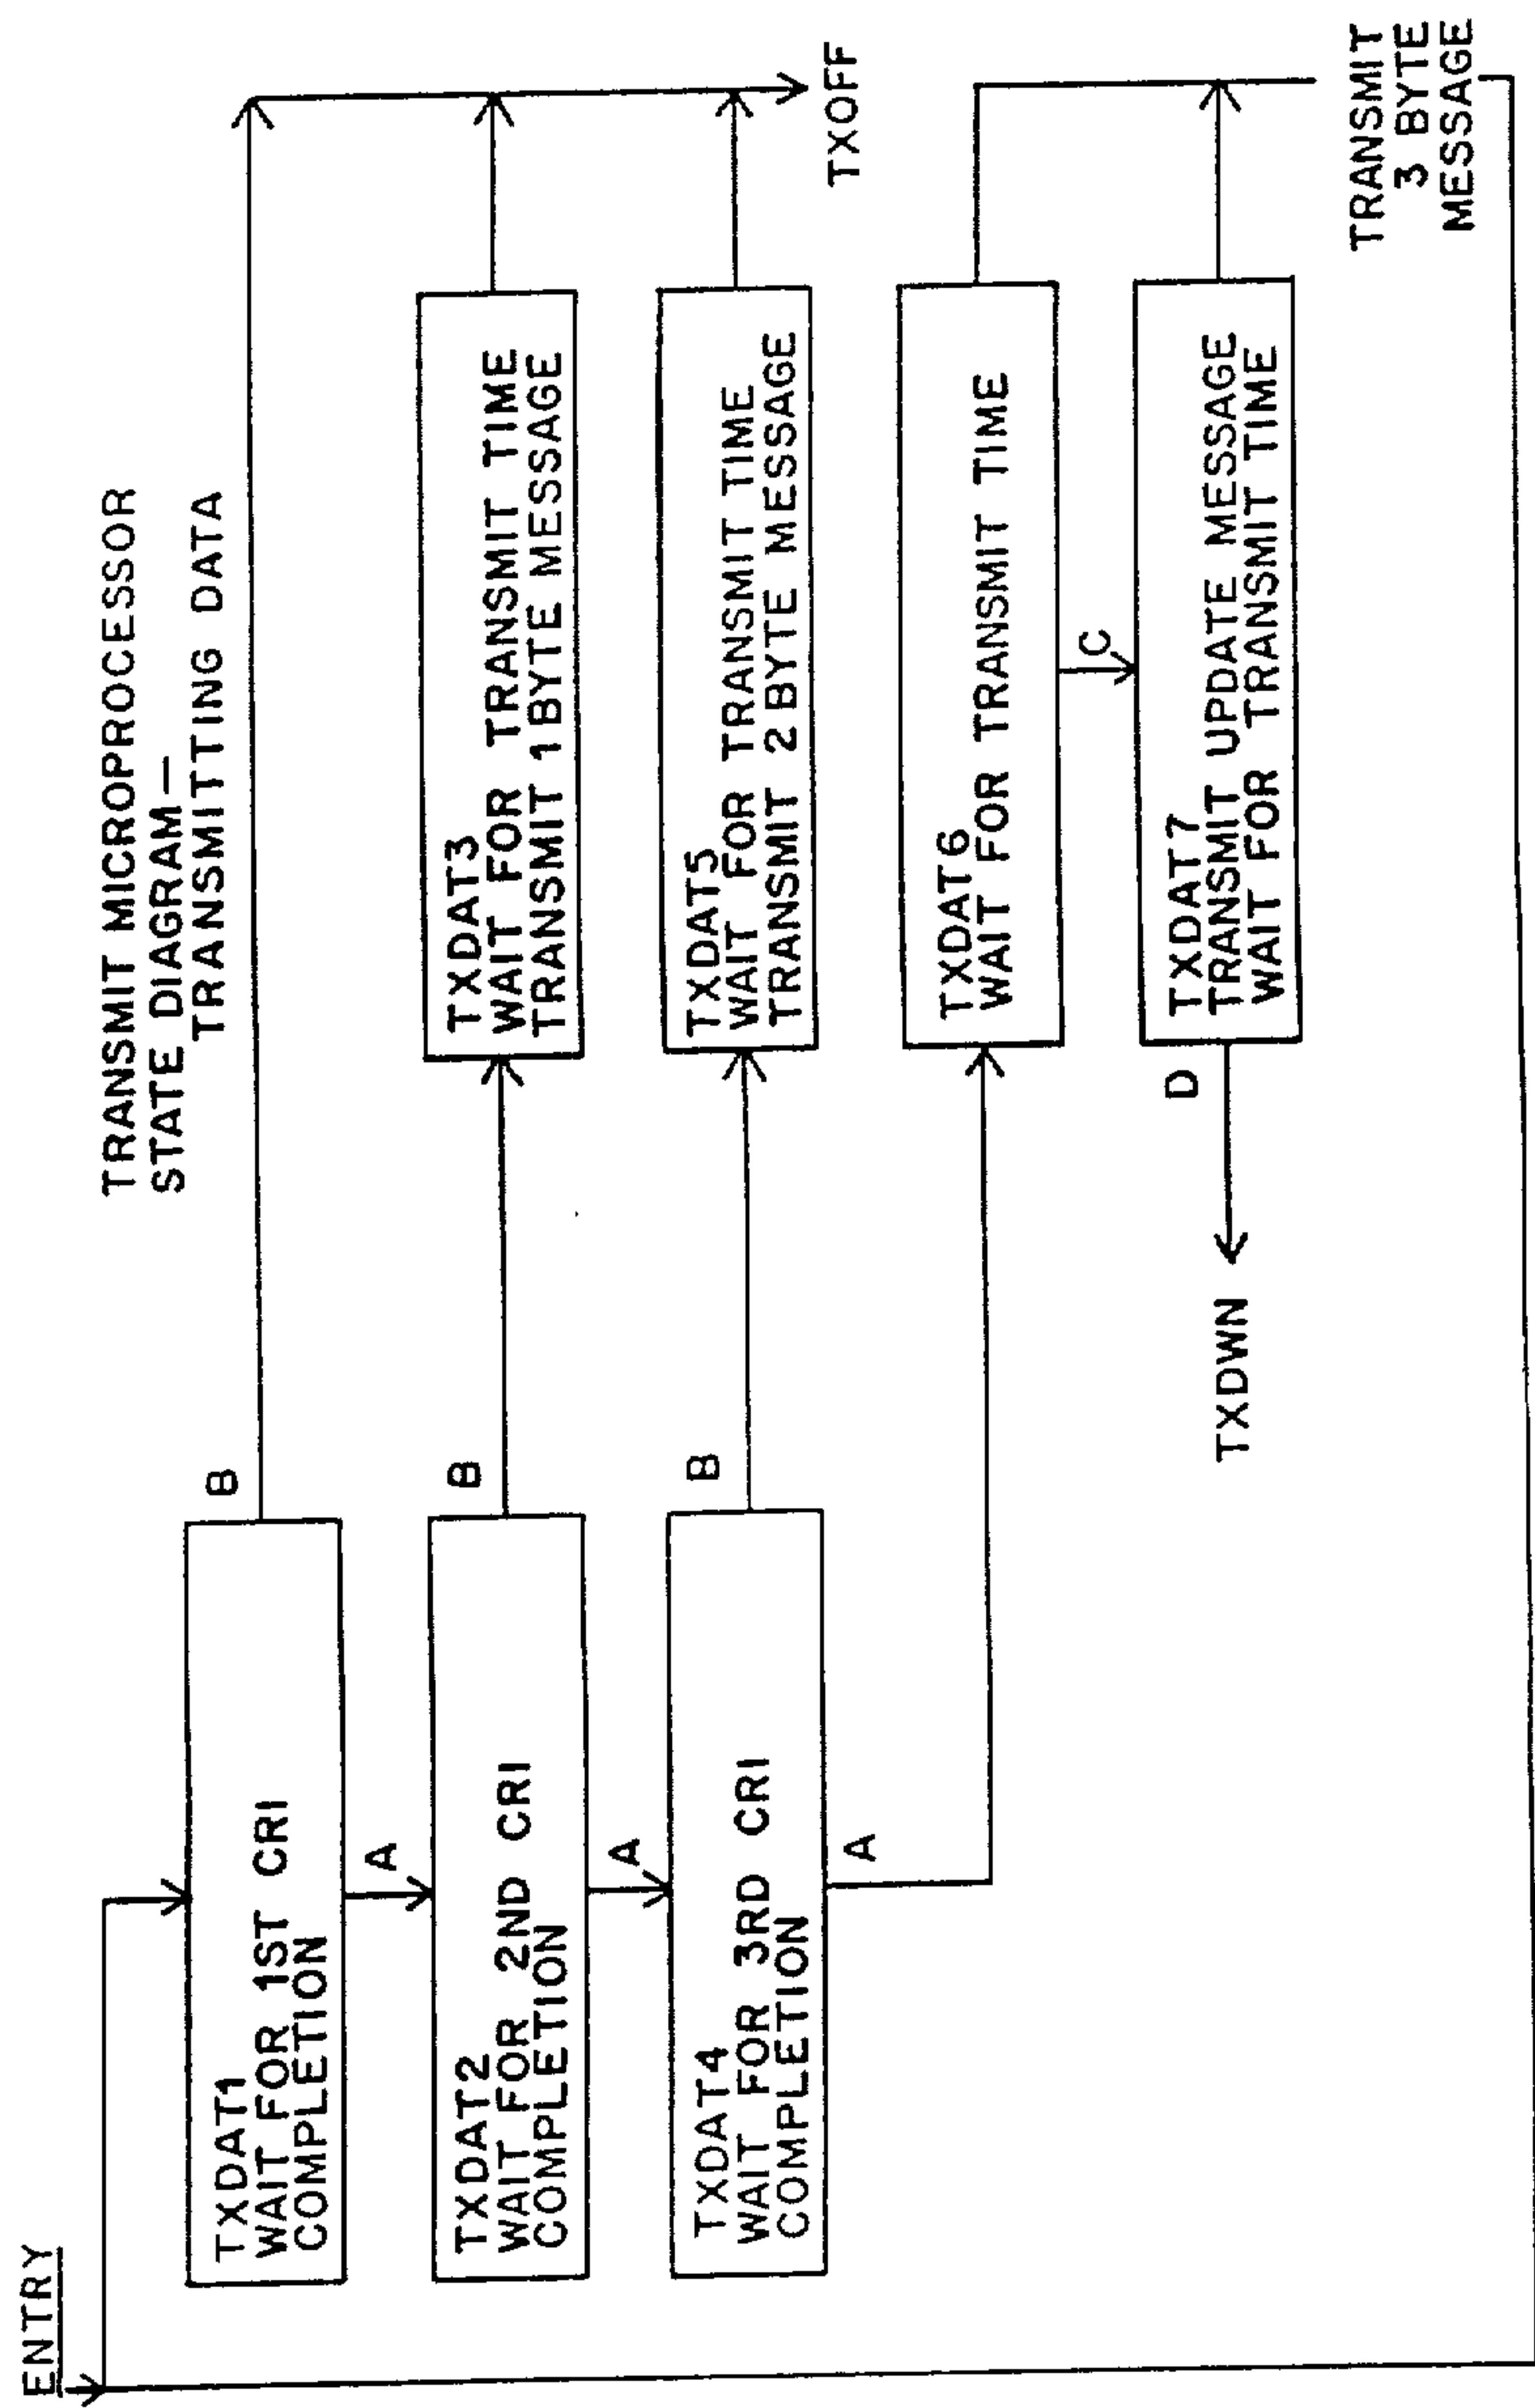 TRANSMIT MICROPROCESSOR
STATE DIAGRAM—
TRANSMITTING DATA
ENTRY
TXDAT1
WAIT FOR 1ST CRI
COMPLETION
B
A
TXDAT2
WAIT FOR 2ND CRI
COMPLETION
B
TXDAT3
WAIT FOR TRANSMIT TIME
TRANSMIT 1 BYTE MESSAGE
A
TXDAT4
WAIT FOR 3RD CRI
COMPLETION
B
TXDAT5
WAIT FOR TRANSMIT TIME
TRANSMIT 2 BYTE MESSAGE
TXOFF
A
TXDAT6
WAIT FOR TRANSMIT TIME
C
TXDAT7
TRANSMIT UPDATE MESSAGE
WAIT FOR TRANSMIT TIME
D
TXDWN
TRANSMIT
3 BYTE
MESSAGE